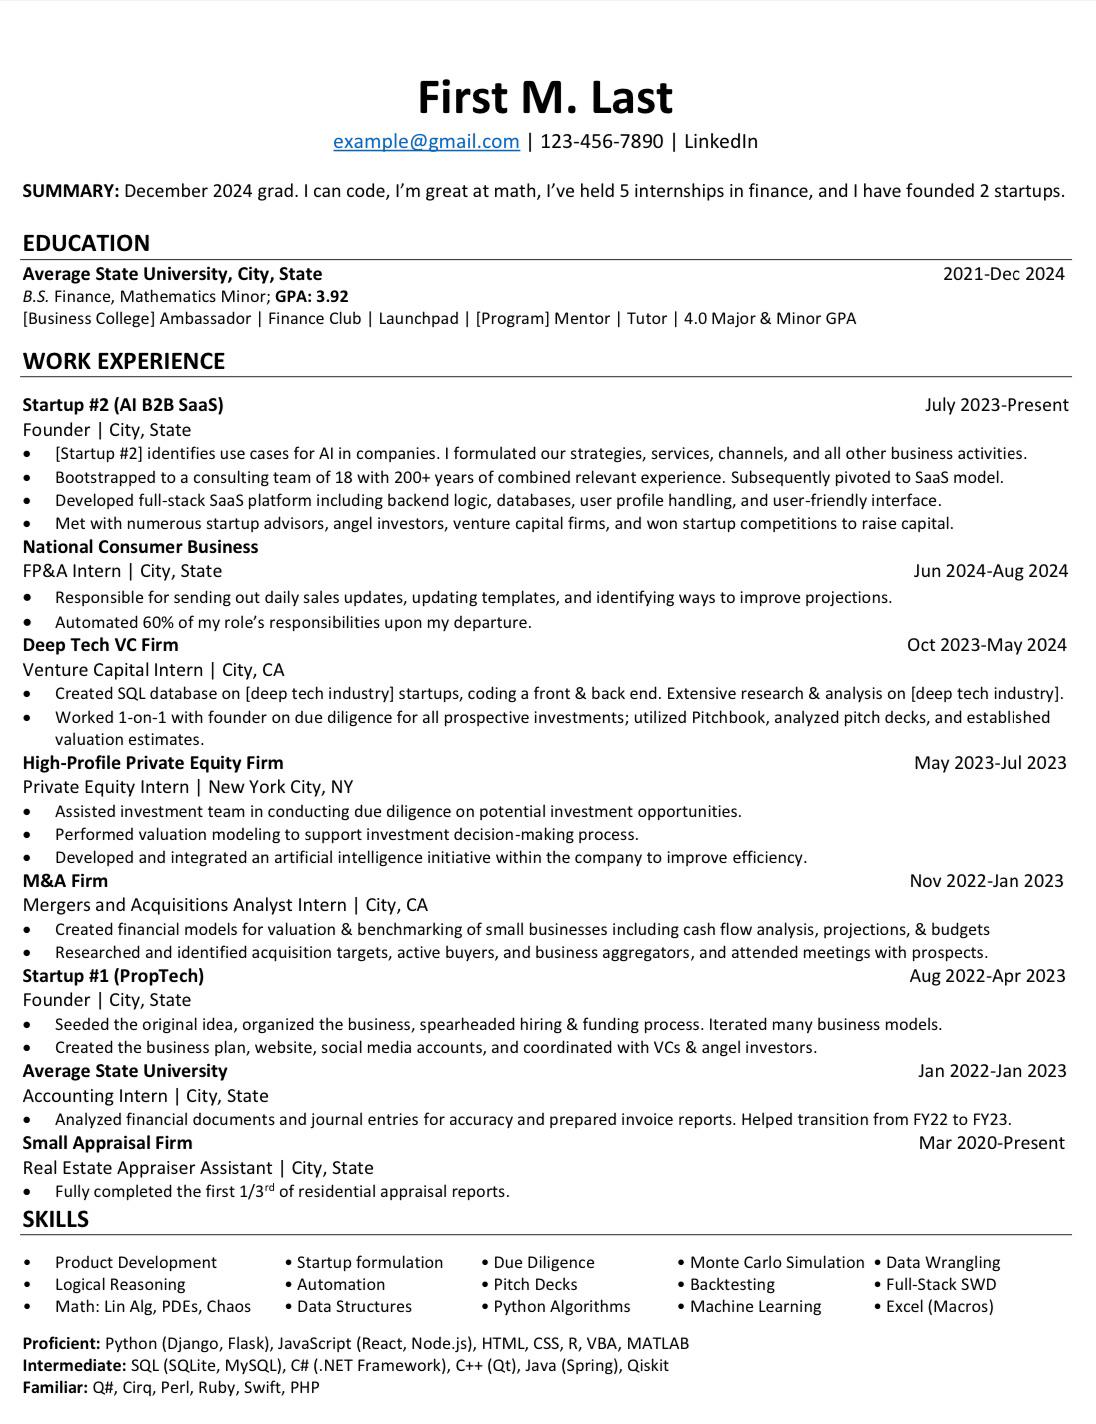 First M. Last
example@gmail.com | 123-456-7890 | LinkedIn
SUMMARY: December 2024 grad. I can code, I’m great at math, I’ve held 5 internships in finance, and I have founded 2 startups.
EDUCATION
Average State University, City, State 2021-Dec 2024
B.S. Finance, Mathematics Minor; GPA: 3.92
[Business College] Ambassador | Finance Club | Launchpad | [Program] Mentor | Tutor | 4.0 Major & Minor GPA
WORK EXPERIENCE
Startup #2 (AI B2B SaaS) July 2023-Present
Founder | City, State
• [Startup #2] identifies use cases for AI in companies. I formulated our strategies, services, channels, and all other business activities.
• Bootstrapped to a consulting team of 18 with 200+ years of combined relevant experience. Subsequently pivoted to SaaS model.
• Developed full-stack SaaS platform including backend logic, databases, user profile handling, and user-friendly interface.
• Met with numerous startup advisors, angel investors, venture capital firms, and won startup competitions to raise capital.
National Consumer Business
FP&A Intern | City, State Jun 2024-Aug 2024
• Responsible for sending out daily sales updates, updating templates, and identifying ways to improve projections.
• Automated 60% of my role’s responsibilities upon my departure.
Deep Tech VC Firm Oct 2023-May 2024
Venture Capital Intern | City, CA
• Created SQL database on [deep tech industry] startups, coding a front & back end. Extensive research & analysis on [deep tech industry].
• Worked 1-on-1 with founder on due diligence for all prospective investments; utilized Pitchbook, analyzed pitch decks, and established
valuation estimates.
High-Profile Private Equity Firm May 2023-Jul 2023
Private Equity Intern | New York City, NY
• Assisted investment team in conducting due diligence on potential investment opportunities.
• Performed valuation modeling to support investment decision-making process.
• Developed and integrated an artificial intelligence initiative within the company to improve efficiency.
M&A Firm Nov 2022-Jan 2023
Mergers and Acquisitions Analyst Intern | City, CA
• Created financial models for valuation & benchmarking of small businesses including cash flow analysis, projections, & budgets
• Researched and identified acquisition targets, active buyers, and business aggregators, and attended meetings with prospects.
Startup #1 (PropTech) Aug 2022-Apr 2023
Founder | City, State
• Seeded the original idea, organized the business, spearheaded hiring & funding process. Iterated many business models.
• Created the business plan, website, social media accounts, and coordinated with VCs & angel investors.
Average State University Jan 2022-Jan 2023
Accounting Intern | City, State
• Analyzed financial documents and journal entries for accuracy and prepared invoice reports. Helped transition from FY22 to FY23.
Small Appraisal Firm Mar 2020-Present
Real Estate Appraiser Assistant | City, State
• Fully completed the first 1/3rd of residential appraisal reports.
SKILLS
• Product Development • Startup formulation • Due Diligence • Monte Carlo Simulation • Data Wrangling
• Logical Reasoning • Automation • Pitch Decks • Backtesting • Full-Stack SWD
• Math: Lin Alg, PDEs, Chaos • Data Structures • Python Algorithms • Machine Learning • Excel (Macros)
Proficient: Python (Django, Flask), JavaScript (React, Node.js), HTML, CSS, R, VBA, MATLAB
Intermediate: SQL (SQLite, MySQL), C# (.NET Framework), C++ (Qt), Java (Spring), Qiskit
Familiar: Q#, Cirq, Perl, Ruby, Swift, PHP